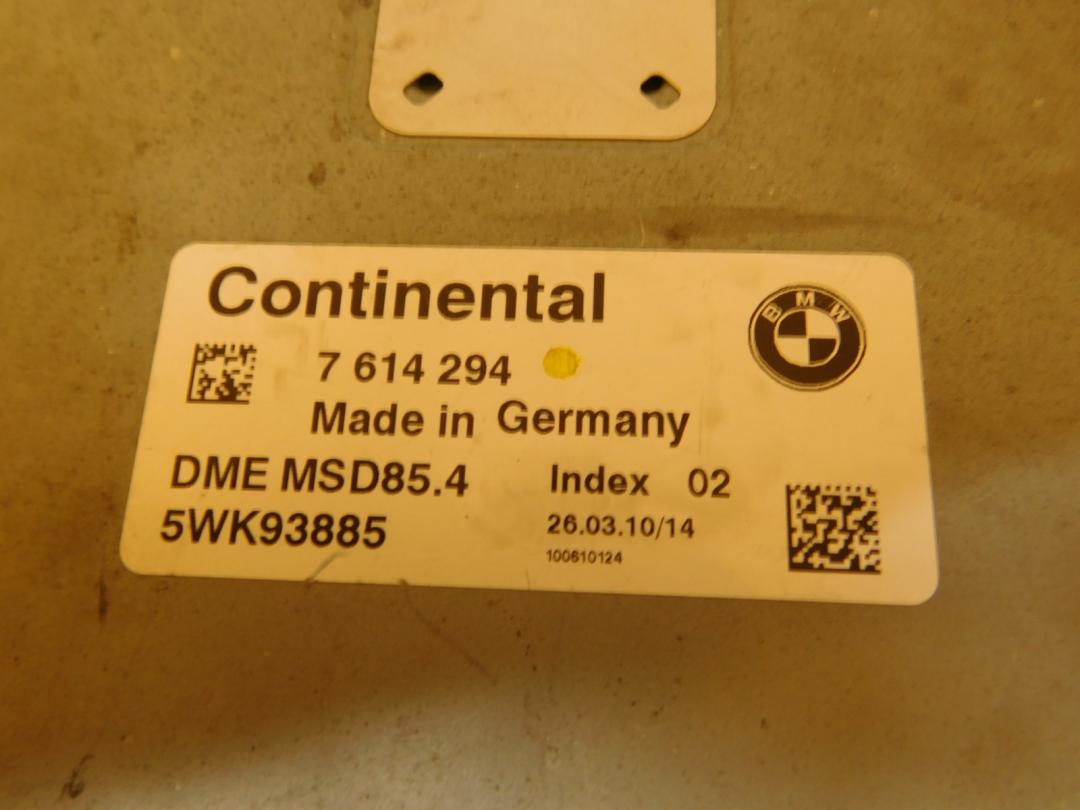 Continental
BMW
7 614 294
Made in Germany
DME MSD85.4 Index 02
5WK93885 26.03.10/14
100610124